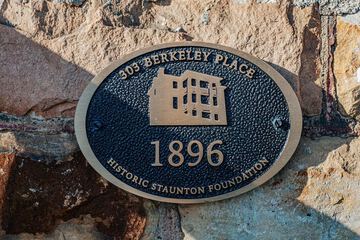 303 BERKELEY PLACE
1896
HISTORIC STAUNTON FOUNDATION